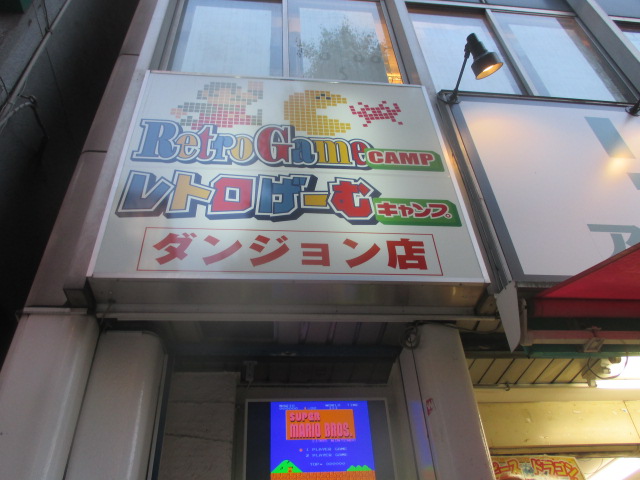 RetroGame CAMP
レトロげーむ キャンプ。
ダンジョン店
SUPER
MARIO BROS.
1 PLAYER GAME
2 PLAYER GAME